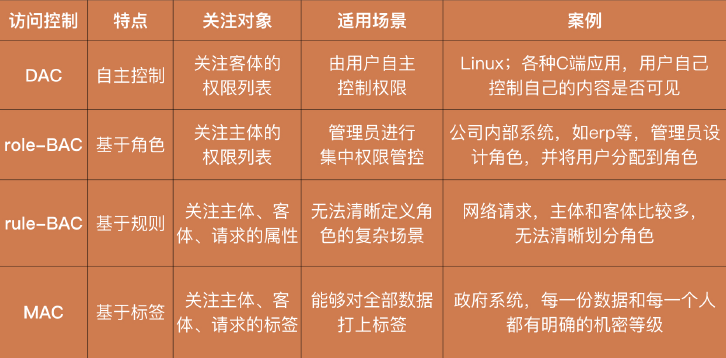 访问控制 特点 关注对象 适用场景 案例
DAC 自主控制 关注客体的
权限列表 由用户自主
控制权限 Linux；各种C端应用，用户自己
控制自己的内容是否可见
role-BAC 基于角色 关注主体的
权限列表 管理员进行
集中权限管控 公司内部系统，如erp等，管理员设
计角色，并将用户分配到角色
rule-BAC 基于规则 关注主体、客
体、请求的属性 无法清晰定义角
色的复杂场景 网络请求，主体和客体比较多，
无法清晰划分角色
MAC 基于标签 关注主体、客
体、请求的标签 能够对全部数据
打上标签 政府系统，每一份数据和每一个人
都有明确的机密等级